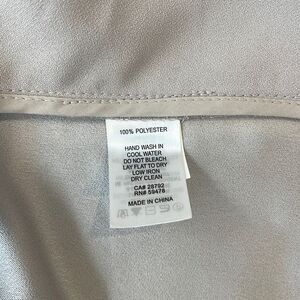 100% POLYESTER
HAND WASH IN
COOL WATER
DO NOT BLEACH
LAY FLAT TO DRY
LOW IRON
DRY CLEAN
CA# 28792
RN# 59478
MADE IN CHINA